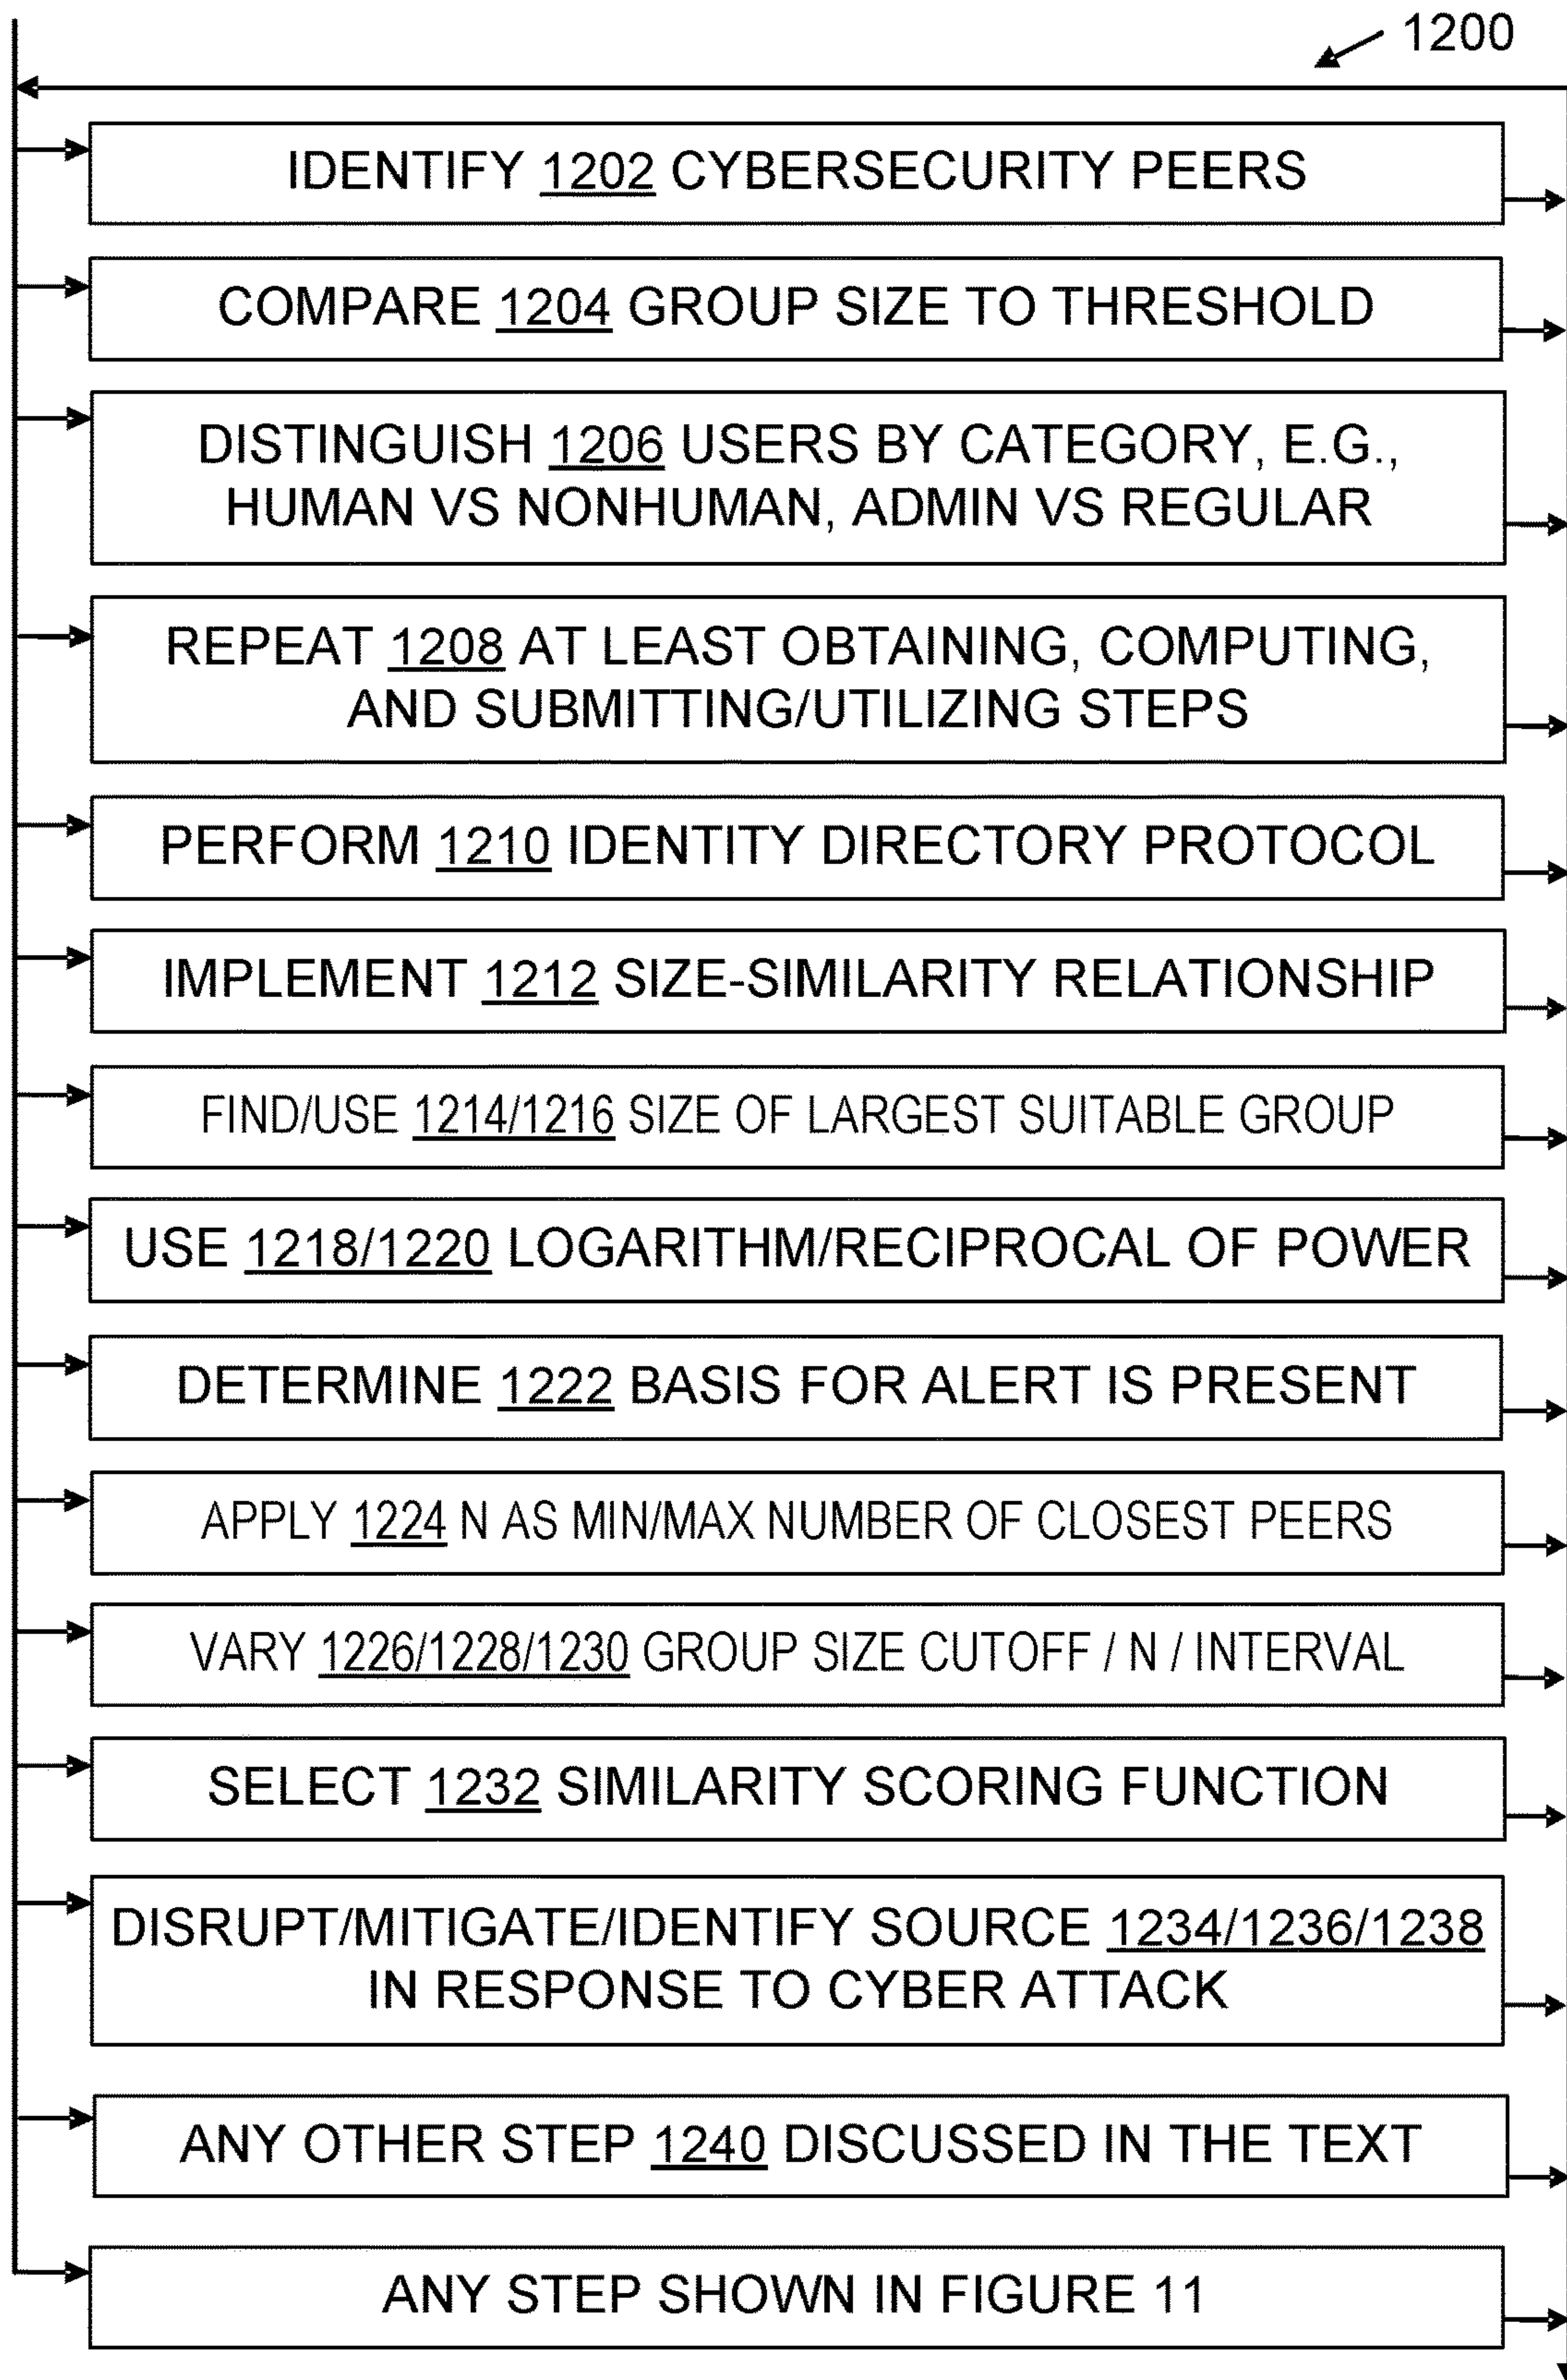 1200
IDENTIFY 1202 CYBERSECURITY PEERS
COMPARE 1204 GROUP SIZE TO THRESHOLD
DISTINGUISH 1206 USERS BY CATEGORY, E.G.,
HUMAN VS NONHUMAN, ADMIN VS REGULAR
REPEAT 1208 AT LEAST OBTAINING, COMPUTING,
AND SUBMITTING/UTILIZING STEPS
PERFORM 1210 IDENTITY DIRECTORY PROTOCOL
IMPLEMENT 1212 SIZE-SIMILARITY RELATIONSHIP
FIND/USE 1214/1216 SIZE OF LARGEST SUITABLE GROUP
USE 1218/1220 LOGARITHM/RECIPROCAL OF POWER
DETERMINE 1222 BASIS FOR ALERT IS PRESENT
APPLY 1224 N AS MIN/MAX NUMBER OF CLOSEST PEERS
VARY 1226/1228/1230 GROUP SIZE CUTOFF / N / INTERVAL
SELECT 1232 SIMILARITY SCORING FUNCTION
DISRUPT/MITIGATE/IDENTIFY SOURCE 1234/1236/1238
IN RESPONSE TO CYBER ATTACK
ANY OTHER STEP 1240 DISCUSSED IN THE TEXT
ANY STEP SHOWN IN FIGURE 11